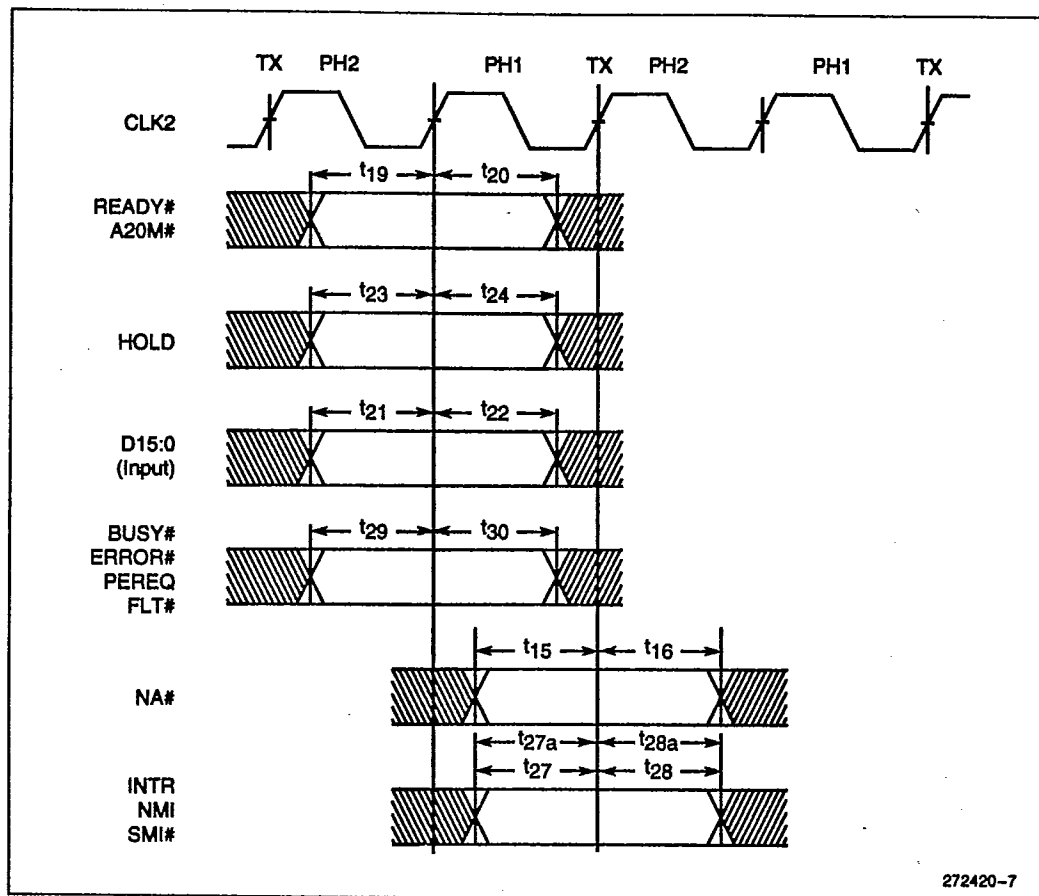 TX PH2 PH1 TX PH2 PH1 TX
CLK2
t19 t20
READY#
A20M#
t23 t24
HOLD
t21 t22
D15:0
(Input)
t29 t30
BUSY#
ERROR#
PEREQ
FLT#
t15 t16
NA#
t27a t28a
t27 t28
INTR
NMI
SMI#
272420-7